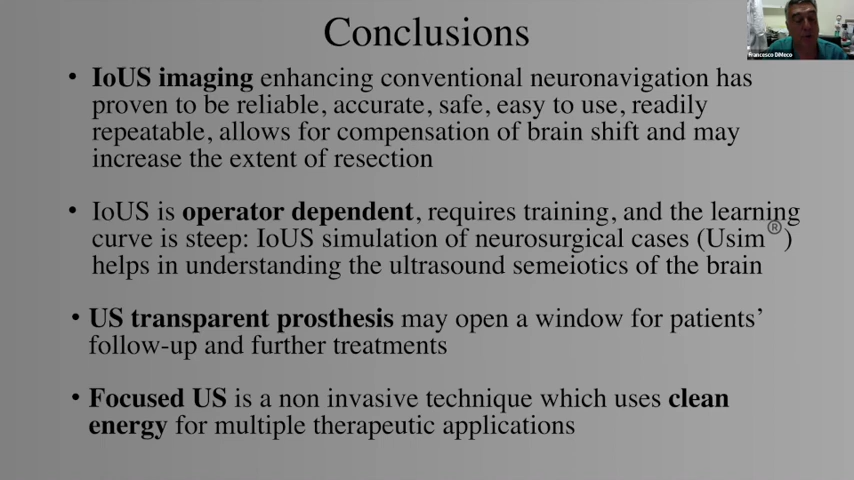 Conclusions
Francesco DiMeco
• IoUS imaging enhancing conventional neuronavigation has
proven to be reliable, accurate, safe, easy to use, readily
repeatable, allows for compensation of brain shift and may
increase the extent of resection
• IoUS is operator dependent, requires training, and the learning
curve is steep: IoUS simulation of neurosurgical cases (Usim®)
helps in understanding the ultrasound semeiotics of the brain
• US transparent prosthesis may open a window for patients’
follow-up and further treatments
• Focused US is a non invasive technique which uses clean
energy for multiple therapeutic applications